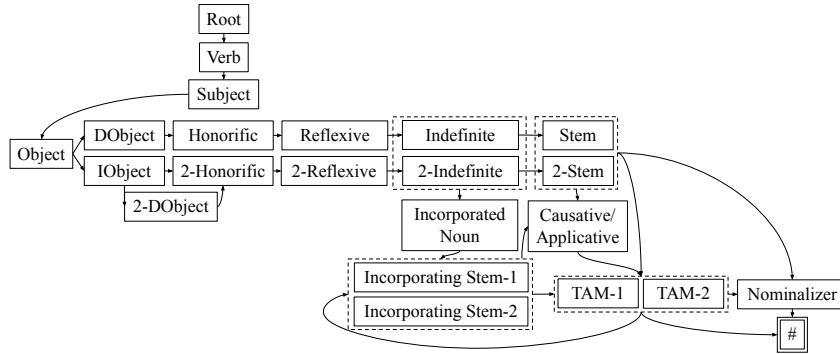 Root
Verb
Subject
Object
DObject
Honorific
Reflexive
Indefinite
Stem
IObject
2-Honorific
2-Reflexive
2-Indefinite
2-Stem
2-DObject
Incorporated
Noun
Causative/
Applicative
Incorporating Stem-1
Incorporating Stem-2
TAM-1
TAM-2
Nominalizer
#